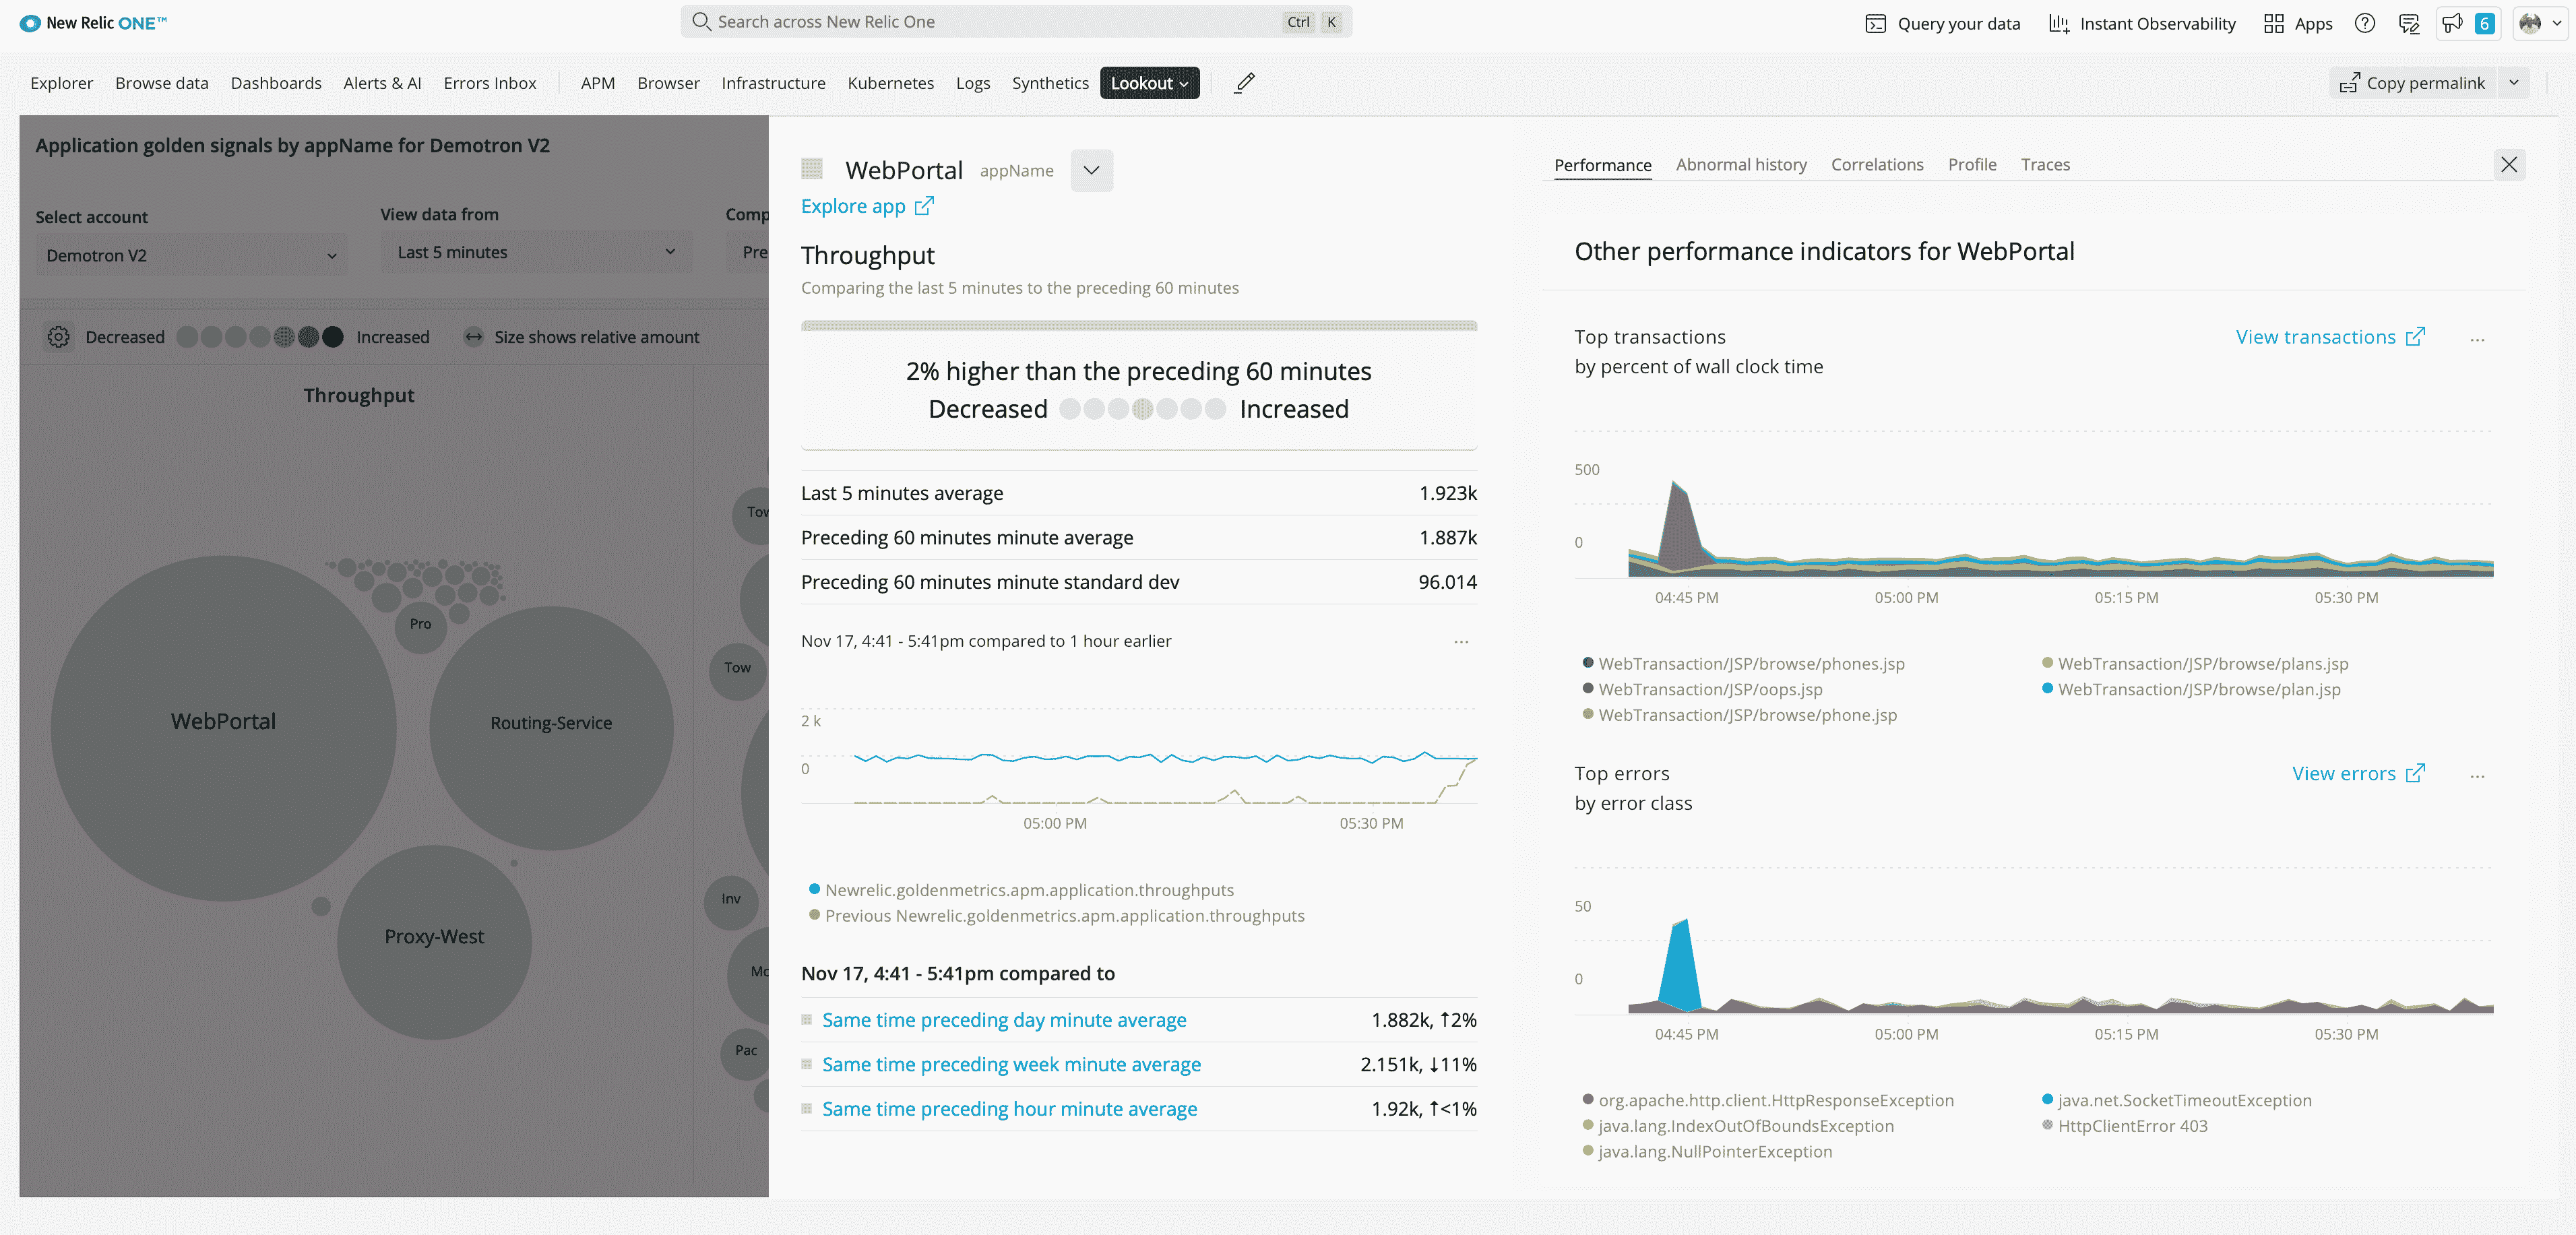 New Relic ONE™
Search across New Relic One
Ctrl K
Query your data
Instant Observability
Apps
6
Explorer
Browse data
Dashboards
Alerts & AI
Errors Inbox
APM
Browser
Infrastructure
Kubernetes
Logs
Synthetics
Lookout
Copy permalink
Application golden signals by appName for Demotron V2
Select account
View data from
Comp
Demotron V2
Last 5 minutes
Pre
Decreased
Increased
Size shows relative amount
Throughput
WebPortal
Pro
Routing-Service
Proxy-West
Tow
Tow
Inv
Mc
Pac
WebPortal appName
Explore app
Throughput
Comparing the last 5 minutes to the preceding 60 minutes
2% higher than the preceding 60 minutes
Decreased Increased
Last 5 minutes average 1.923k
Preceding 60 minutes minute average 1.887k
Preceding 60 minutes minute standard dev 96.014
Nov 17, 4:41 - 5:41pm compared to 1 hour earlier
...
2 k
0
05:00 PM 05:30 PM
Newrelic.goldenmetrics.apm.application.throughputs
Previous Newrelic.goldenmetrics.apm.application.throughputs
Nov 17, 4:41 - 5:41pm compared to
Same time preceding day minute average 1.882k, ↑2%
Same time preceding week minute average 2.151k, ↓11%
Same time preceding hour minute average 1.92k, ↑<1%
Performance
Abnormal history
Correlations
Profile
Traces
Other performance indicators for WebPortal
Top transactions
by percent of wall clock time
View transactions
...
500
0
04:45 PM 05:00 PM 05:15 PM 05:30 PM
WebTransaction/JSP/browse/phones.jsp
WebTransaction/JSP/browse/plans.jsp
WebTransaction/JSP/oops.jsp
WebTransaction/JSP/browse/plan.jsp
WebTransaction/JSP/browse/phone.jsp
Top errors
by error class
View errors
...
50
0
04:45 PM 05:00 PM 05:15 PM 05:30 PM
org.apache.http.client.HttpResponseException
java.net.SocketTimeoutException
java.lang.IndexOutOfBoundsException
HttpClientError 403
java.lang.NullPointerException